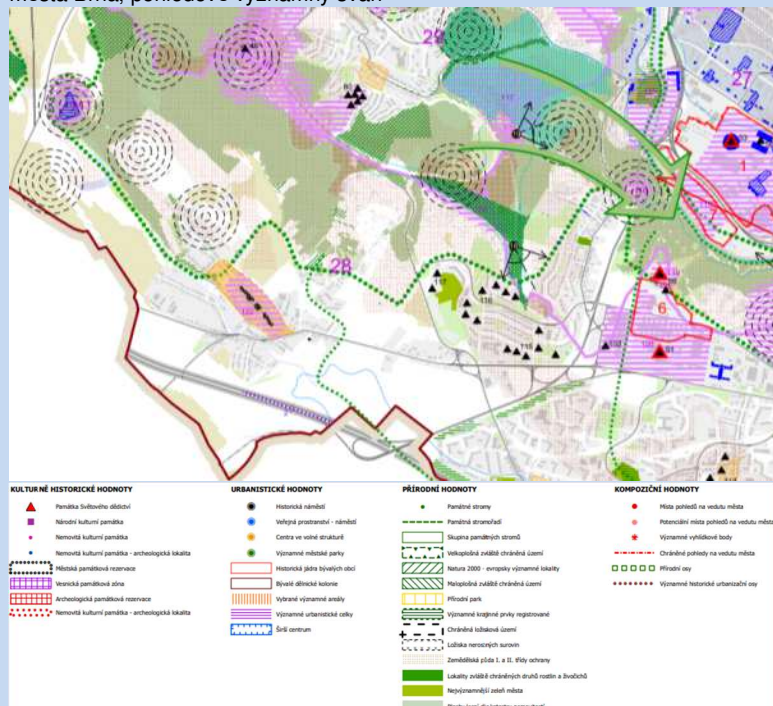 města Brna, pohledově významný svah
29
27
1
28
117
116
115
102
6
81
KULTURNĚ HISTORICKÉ HODNOTY
Památka Světového dědictví
Národní kulturní památka
Nemovitá kulturní památka
Nemovitá kulturní památka - archeologická lokalita
Městská památková rezervace
Vesnická památková zóna
Archeologická památková rezervace
Nemovitá kulturní památka - archeologická lokalita
URBANISTICKÉ HODNOTY
Historická náměstí
Veřejná prostranství - náměstí
Centra ve volné struktuře
Významné městské parky
Historická jádra bývalých obcí
Bývalé dělnické kolonie
Vybrané významné areály
Významné urbanistické celky
Širší centrum
PŘÍRODNÍ HODNOTY
Památné stromy
Památná stromořadí
Skupina památných stromů
Velkoplošná zvláště chráněná území
Natura 2000 - evropsky významné lokality
Maloplošná zvláště chráněná území
Přírodní park
Významné krajinné prvky registrované
Chráněná ložisková území
Ložiska nerostných surovin
Zemědělská půda I. a II. třídy ochrany
Lokality zvláště chráněných druhů rostlin a živočichů
Nejvýznamnější zeleň města
KOMPOZIČNÍ HODNOTY
Místa pohledů na vedutu města
Potenciální místa pohledů na vedutu města
Významné vyhlídkové body
Chráněné pohledy na vedutu města
Přírodní osy
Významné historické urbanizační osy